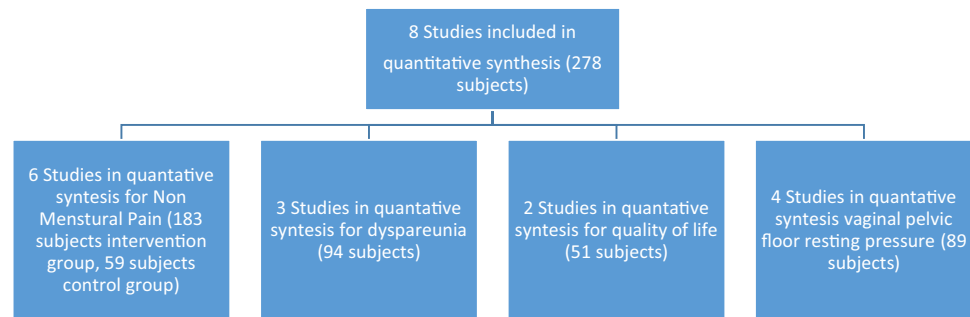 8 Studies included in
quantitative synthesis (278
subjects)
6 Studies in quantative
syntesis for Non
Menstural Pain (183
subjects intervention
group, 59 subjects
control group)
3 Studies in quantative
syntesis for dyspareunia
(94 subjects)
2 Studies in quantative
syntesis for quality of life
(51 subjects)
4 Studies in quantative
syntesis vaginal pelvic
floor resting pressure (89
subjects)